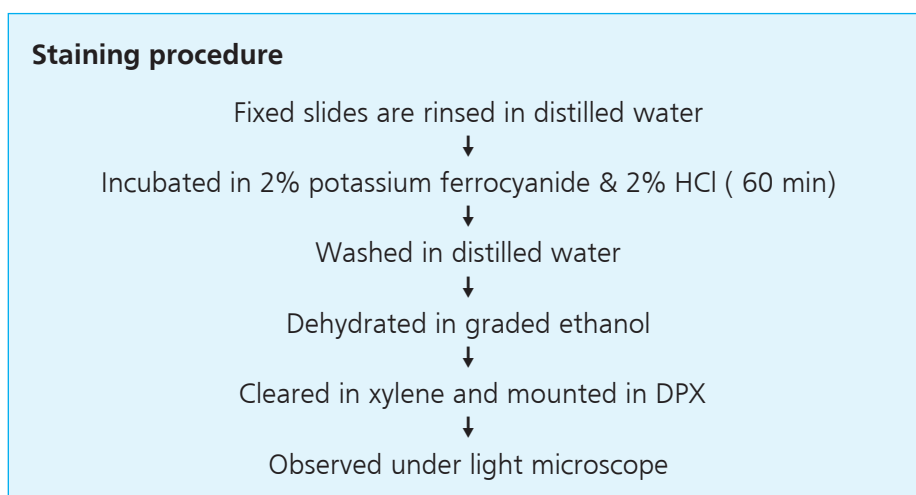 Staining procedure
Fixed slides are rinsed in distilled water
Incubated in 2% potassium ferrocyanide & 2% HCl ( 60 min)
Washed in distilled water
Dehydrated in graded ethanol
Cleared in xylene and mounted in DPX
Observed under light microscope